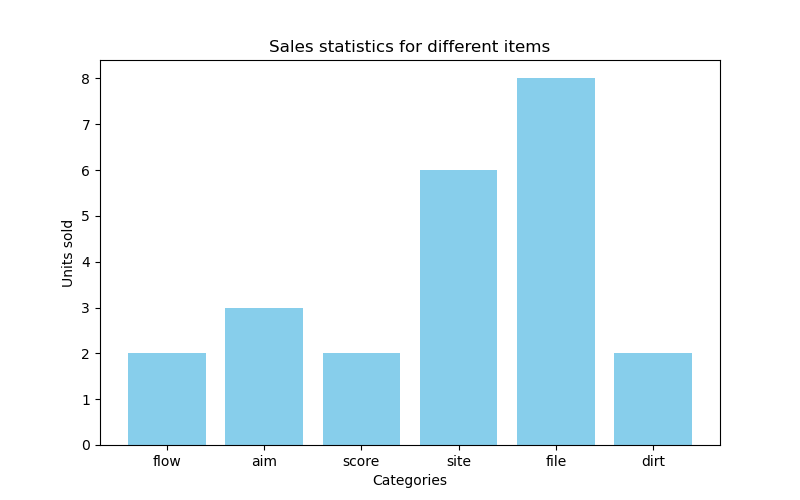 Sales statistics for different items
8
7
6
5
4
3
2
1
0
Units sold
flow aim score site file dirt
Categories